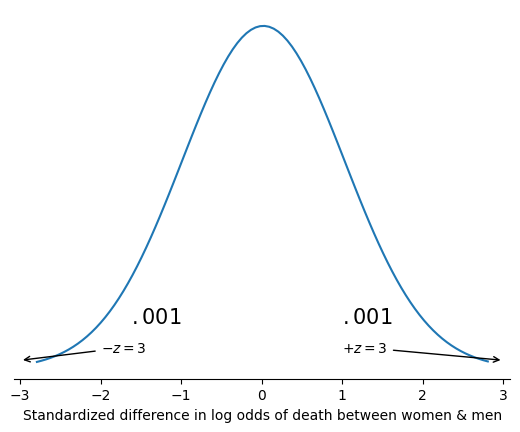 .001 .001
−z = 3 +z = 3
−3 −2 −1 0 1 2 3
Standardized difference in log odds of death between women & men